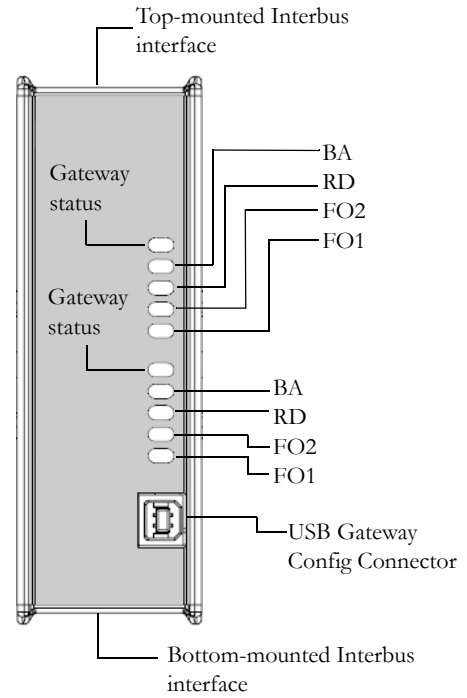 Top-mounted Interbus
interface
BA
Gateway
status
RD
FO2
FO1
Gateway
status
BA
RD
FO2
FO1
USB Gateway
Config Connector
Bottom-mounted Interbus
interface